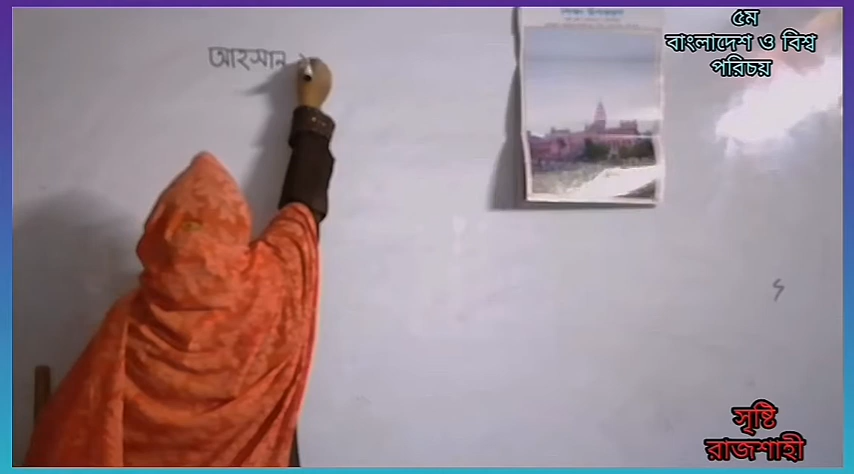 ৫ম
বাংলাদেশ ও বিশ্ব
পরিচয়
আহসান
সৃষ্টি
রাজশাহী